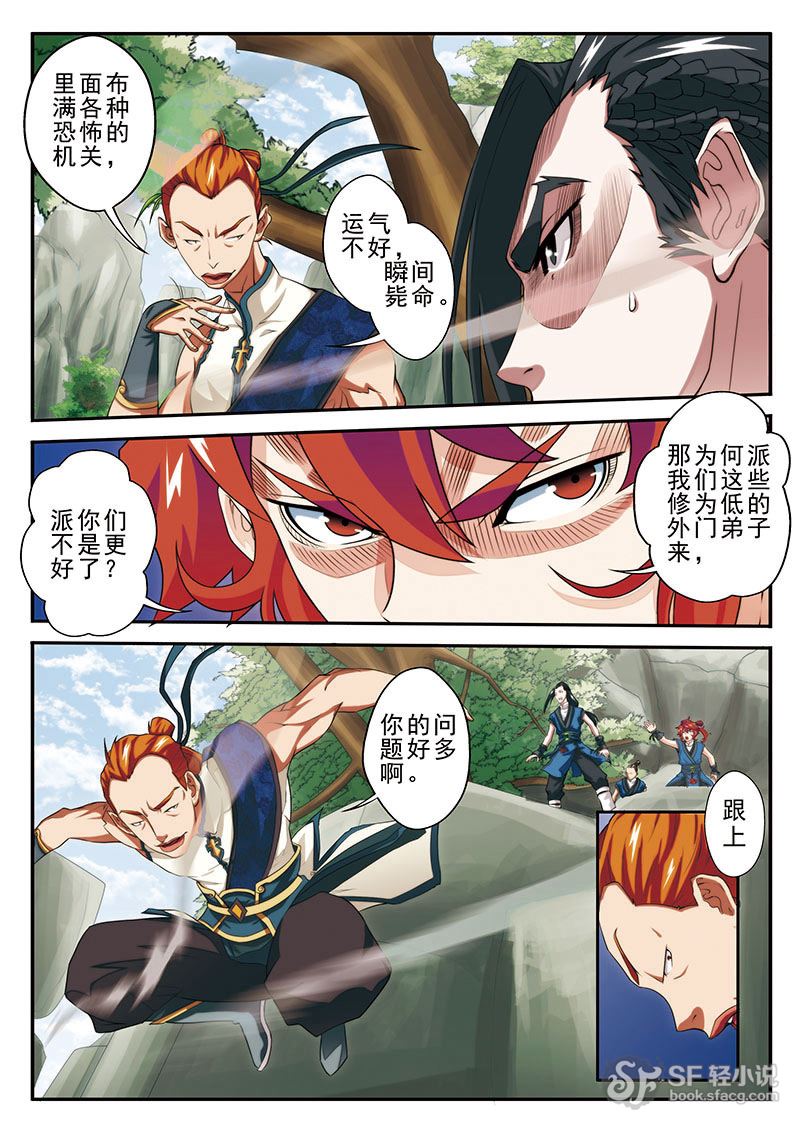 里面布
满各种
恐怖的
机关，
运气
不好，
瞬间
毙命。
那为何派
我们这些
修为低的
外门弟子
来，
派你们
不是更
好了？
你的问
题好多
啊。
跟上
SF 轻小说
book.sfacg.com